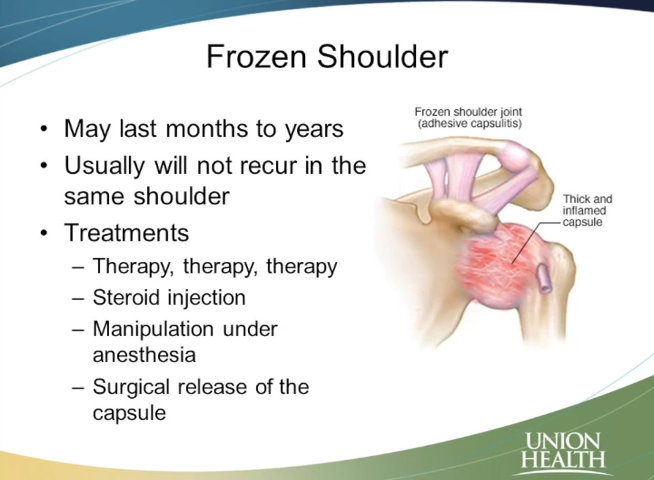 Frozen Shoulder
• May last months to years
• Usually will not recur in the
same shoulder
• Treatments
– Therapy, therapy, therapy
– Steroid injection
– Manipulation under
anesthesia
– Surgical release of the
capsule
Frozen shoulder joint
(adhesive capsulitis)
Thick and
inflamed
capsule
UNION
HEALTH